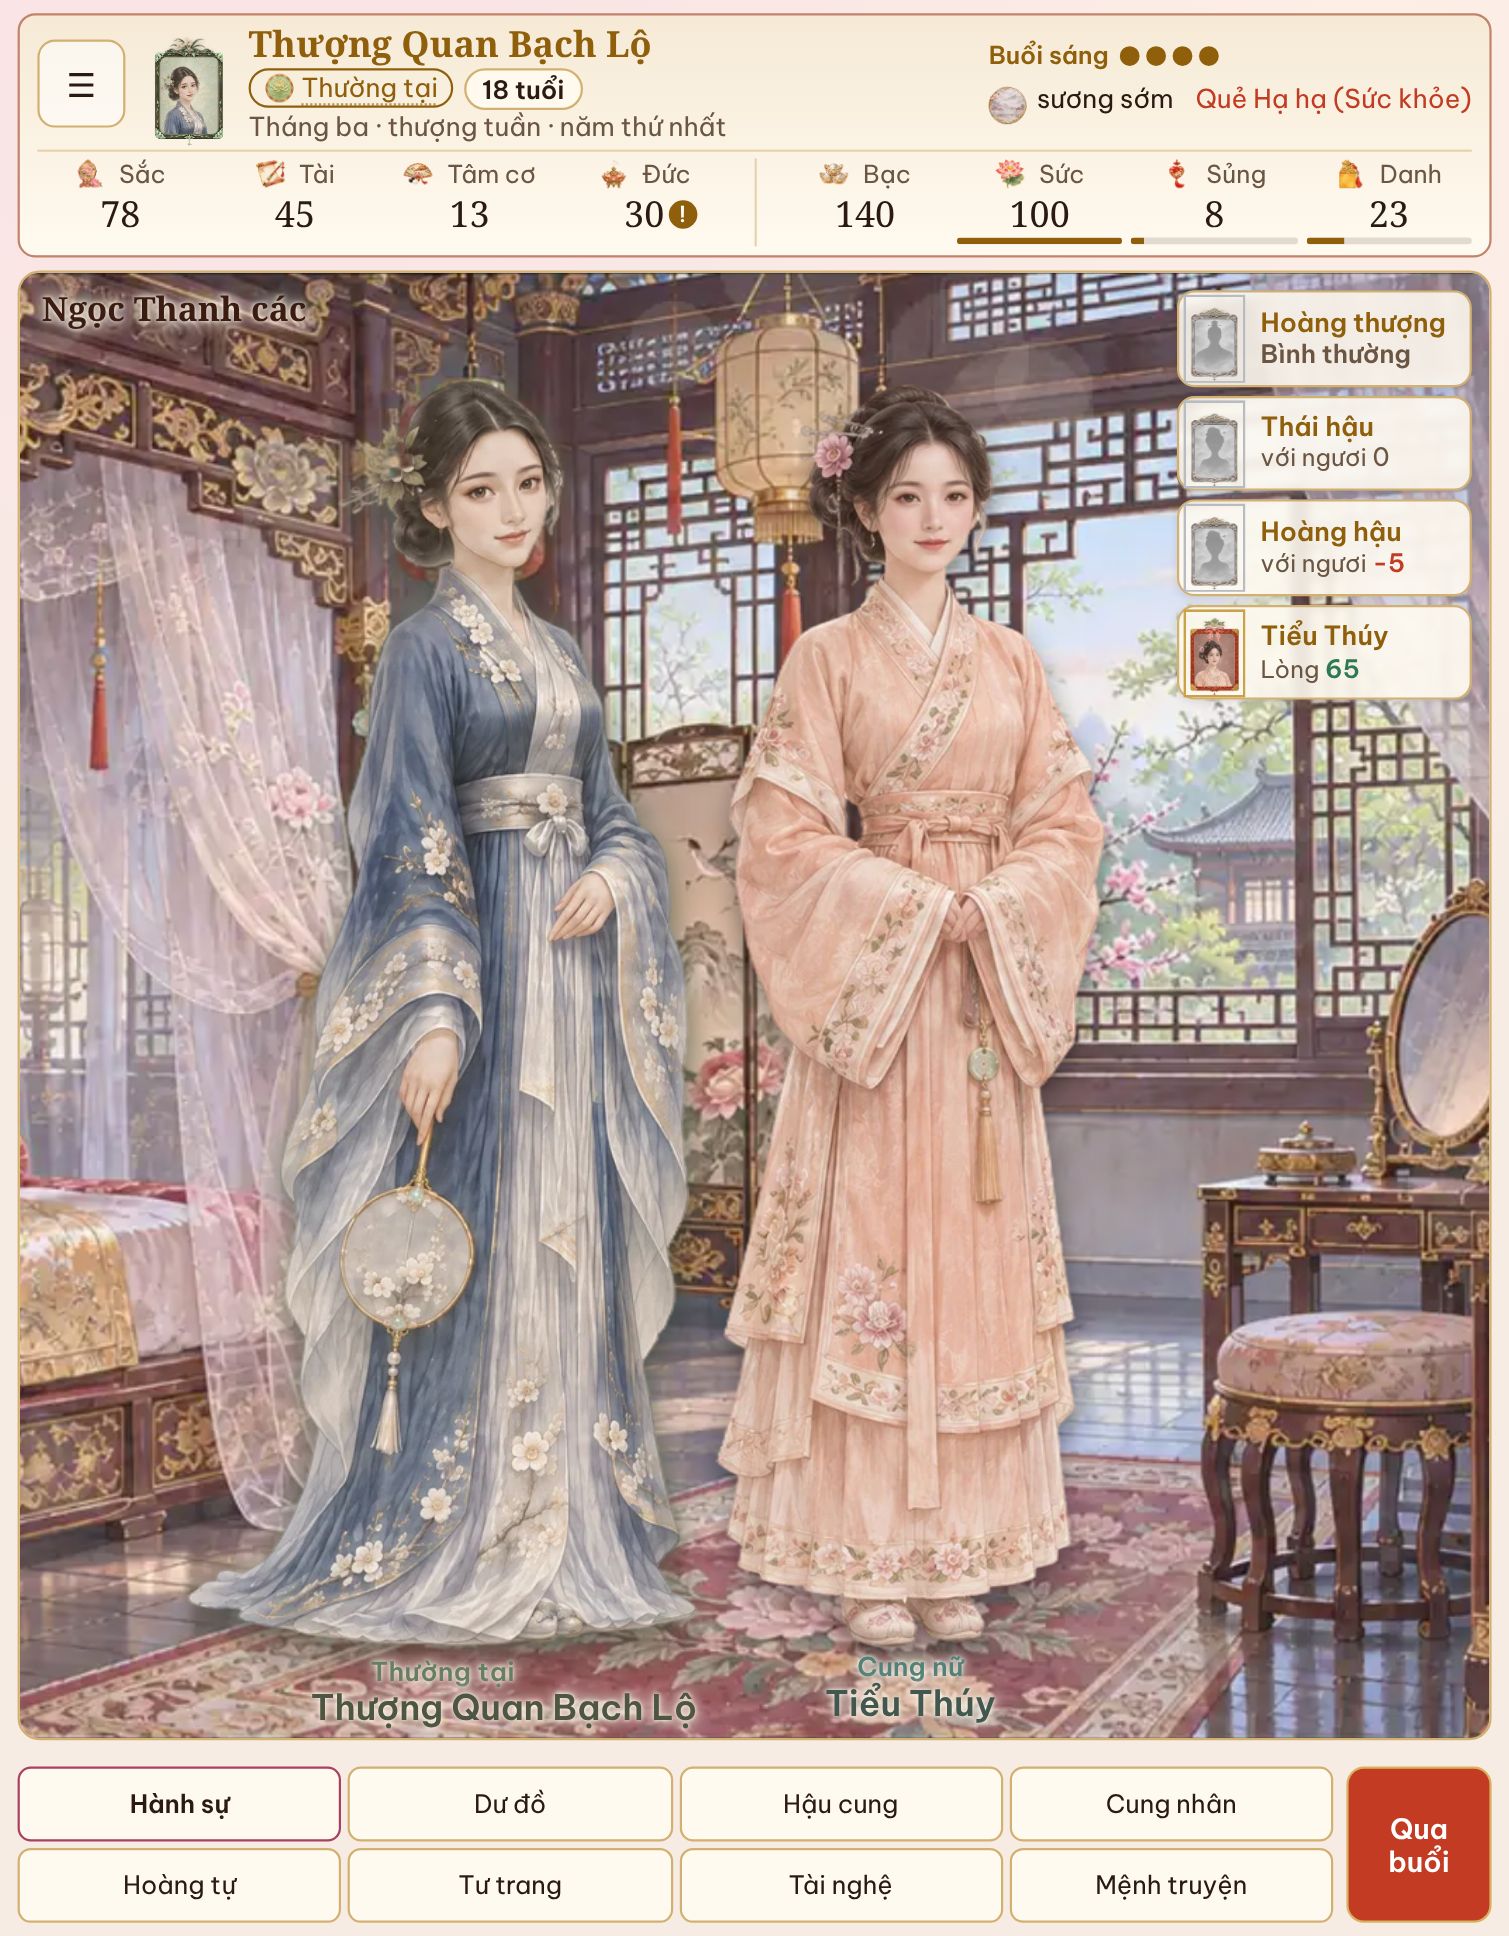 ☰
Thượng Quan Bạch Lộ
Thường tại
18 tuổi
Tháng ba · thượng tuần · năm thứ nhất
Buổi sáng
sương sớm Quẻ Hạ hạ (Sức khỏe)
Sắc Tài Tâm cơ Đức Bạc Sức Sủng Danh
78 45 13 30 ! 140 100 8 23
Ngọc Thanh các
Hoàng thượng
Bình thường
Thái hậu
với ngươi 0
Hoàng hậu
với ngươi -5
Tiểu Thúy
Lòng 65
Thường tại
Thượng Quan Bạch Lộ
Cung nữ
Tiểu Thúy
Hành sự Dư đồ Hậu cung Cung nhân
Hoàng tự Tư trang Tài nghệ Mệnh truyện
Qua
buổi